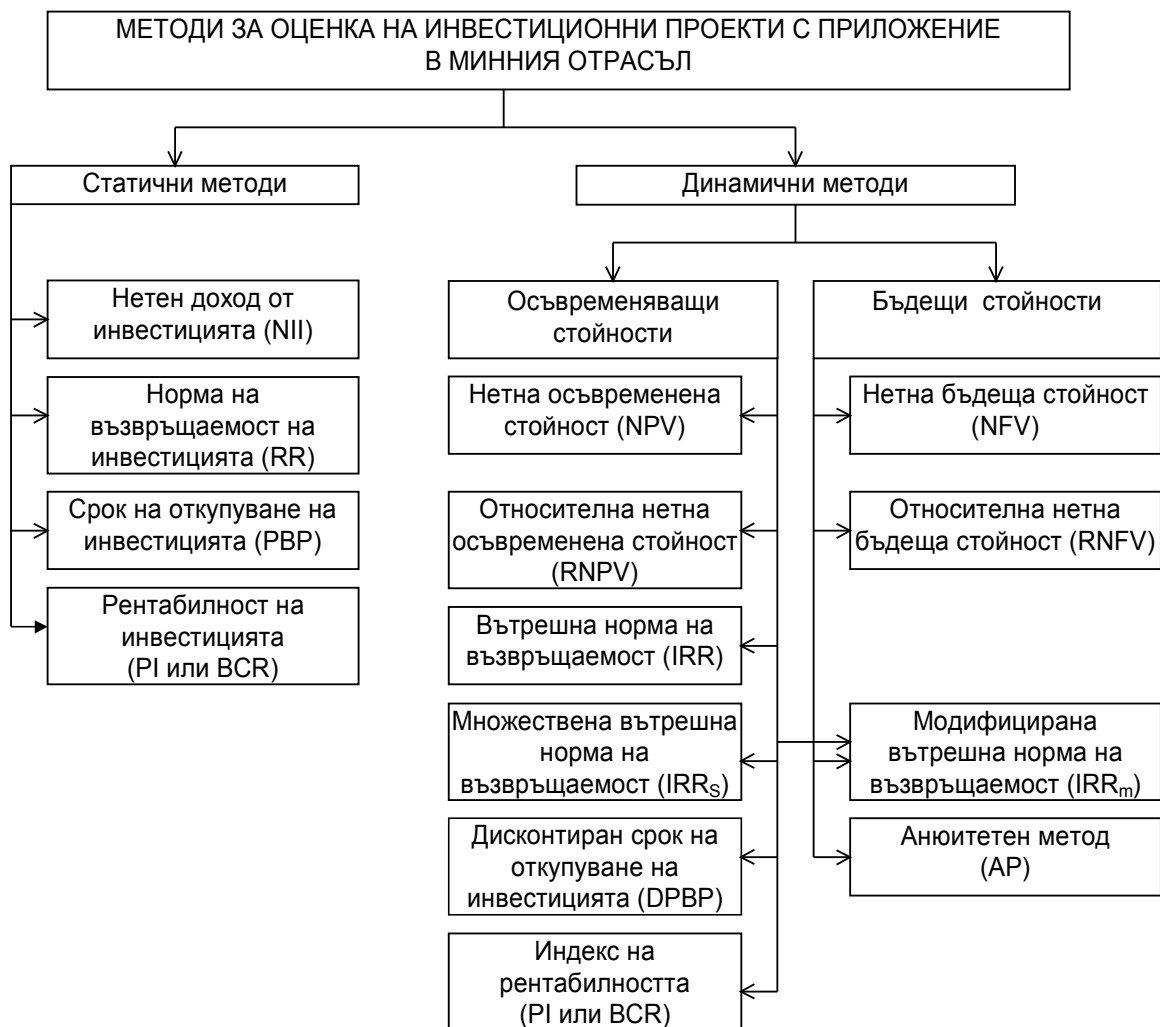 МЕТОДИ ЗА ОЦЕНКА НА ИНВЕСТИЦИОННИ ПРОЕКТИ С ПРИЛОЖЕНИЕ
В МИННИЯ ОТРАСЪЛ
Статични методи
Нетен доход от
инвестицията (NII)
Норма на
възвръщаемост на
инвестицията (RR)
Срок на откупуване на
инвестицията (PBP)
Рентабилност на
инвестицията
(PI или BCR)
Динамични методи
Осъвременяващи
стойности
Нетна осъвременена
стойност (NPV)
Относителна нетна
осъвременена стойност
(RNPV)
Вътрешна норма на
възвръщаемост (IRR)
Множествена вътрешна
норма на
възвръщаемост (IRRS)
Дисконтиран срок на
откупуване на
инвестицията (DPBP)
Индекс на
рентабилността
(PI или BCR)
Бъдещи стойности
Нетна бъдеща стойност
(NFV)
Относителна нетна
бъдеща стойност (RNFV)
Модифицирана
вътрешна норма на
възвръщаемост (IRRm)
Анюитетен метод
(AP)